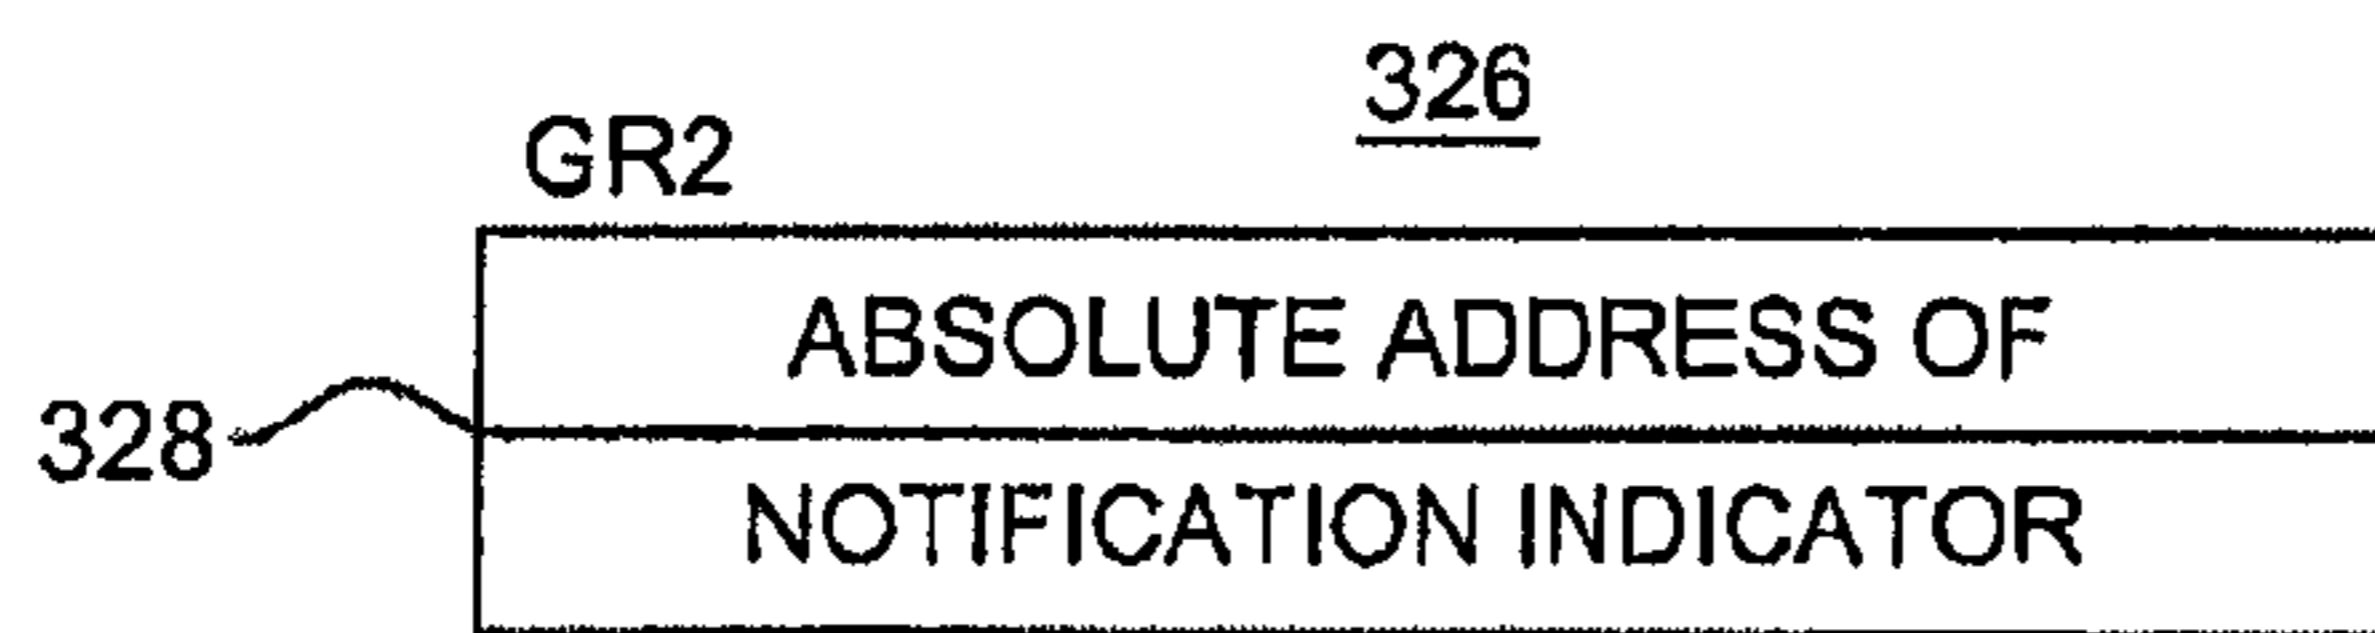 326
GR2
ABSOLUTE ADDRESS OF
328
NOTIFICATION INDICATOR